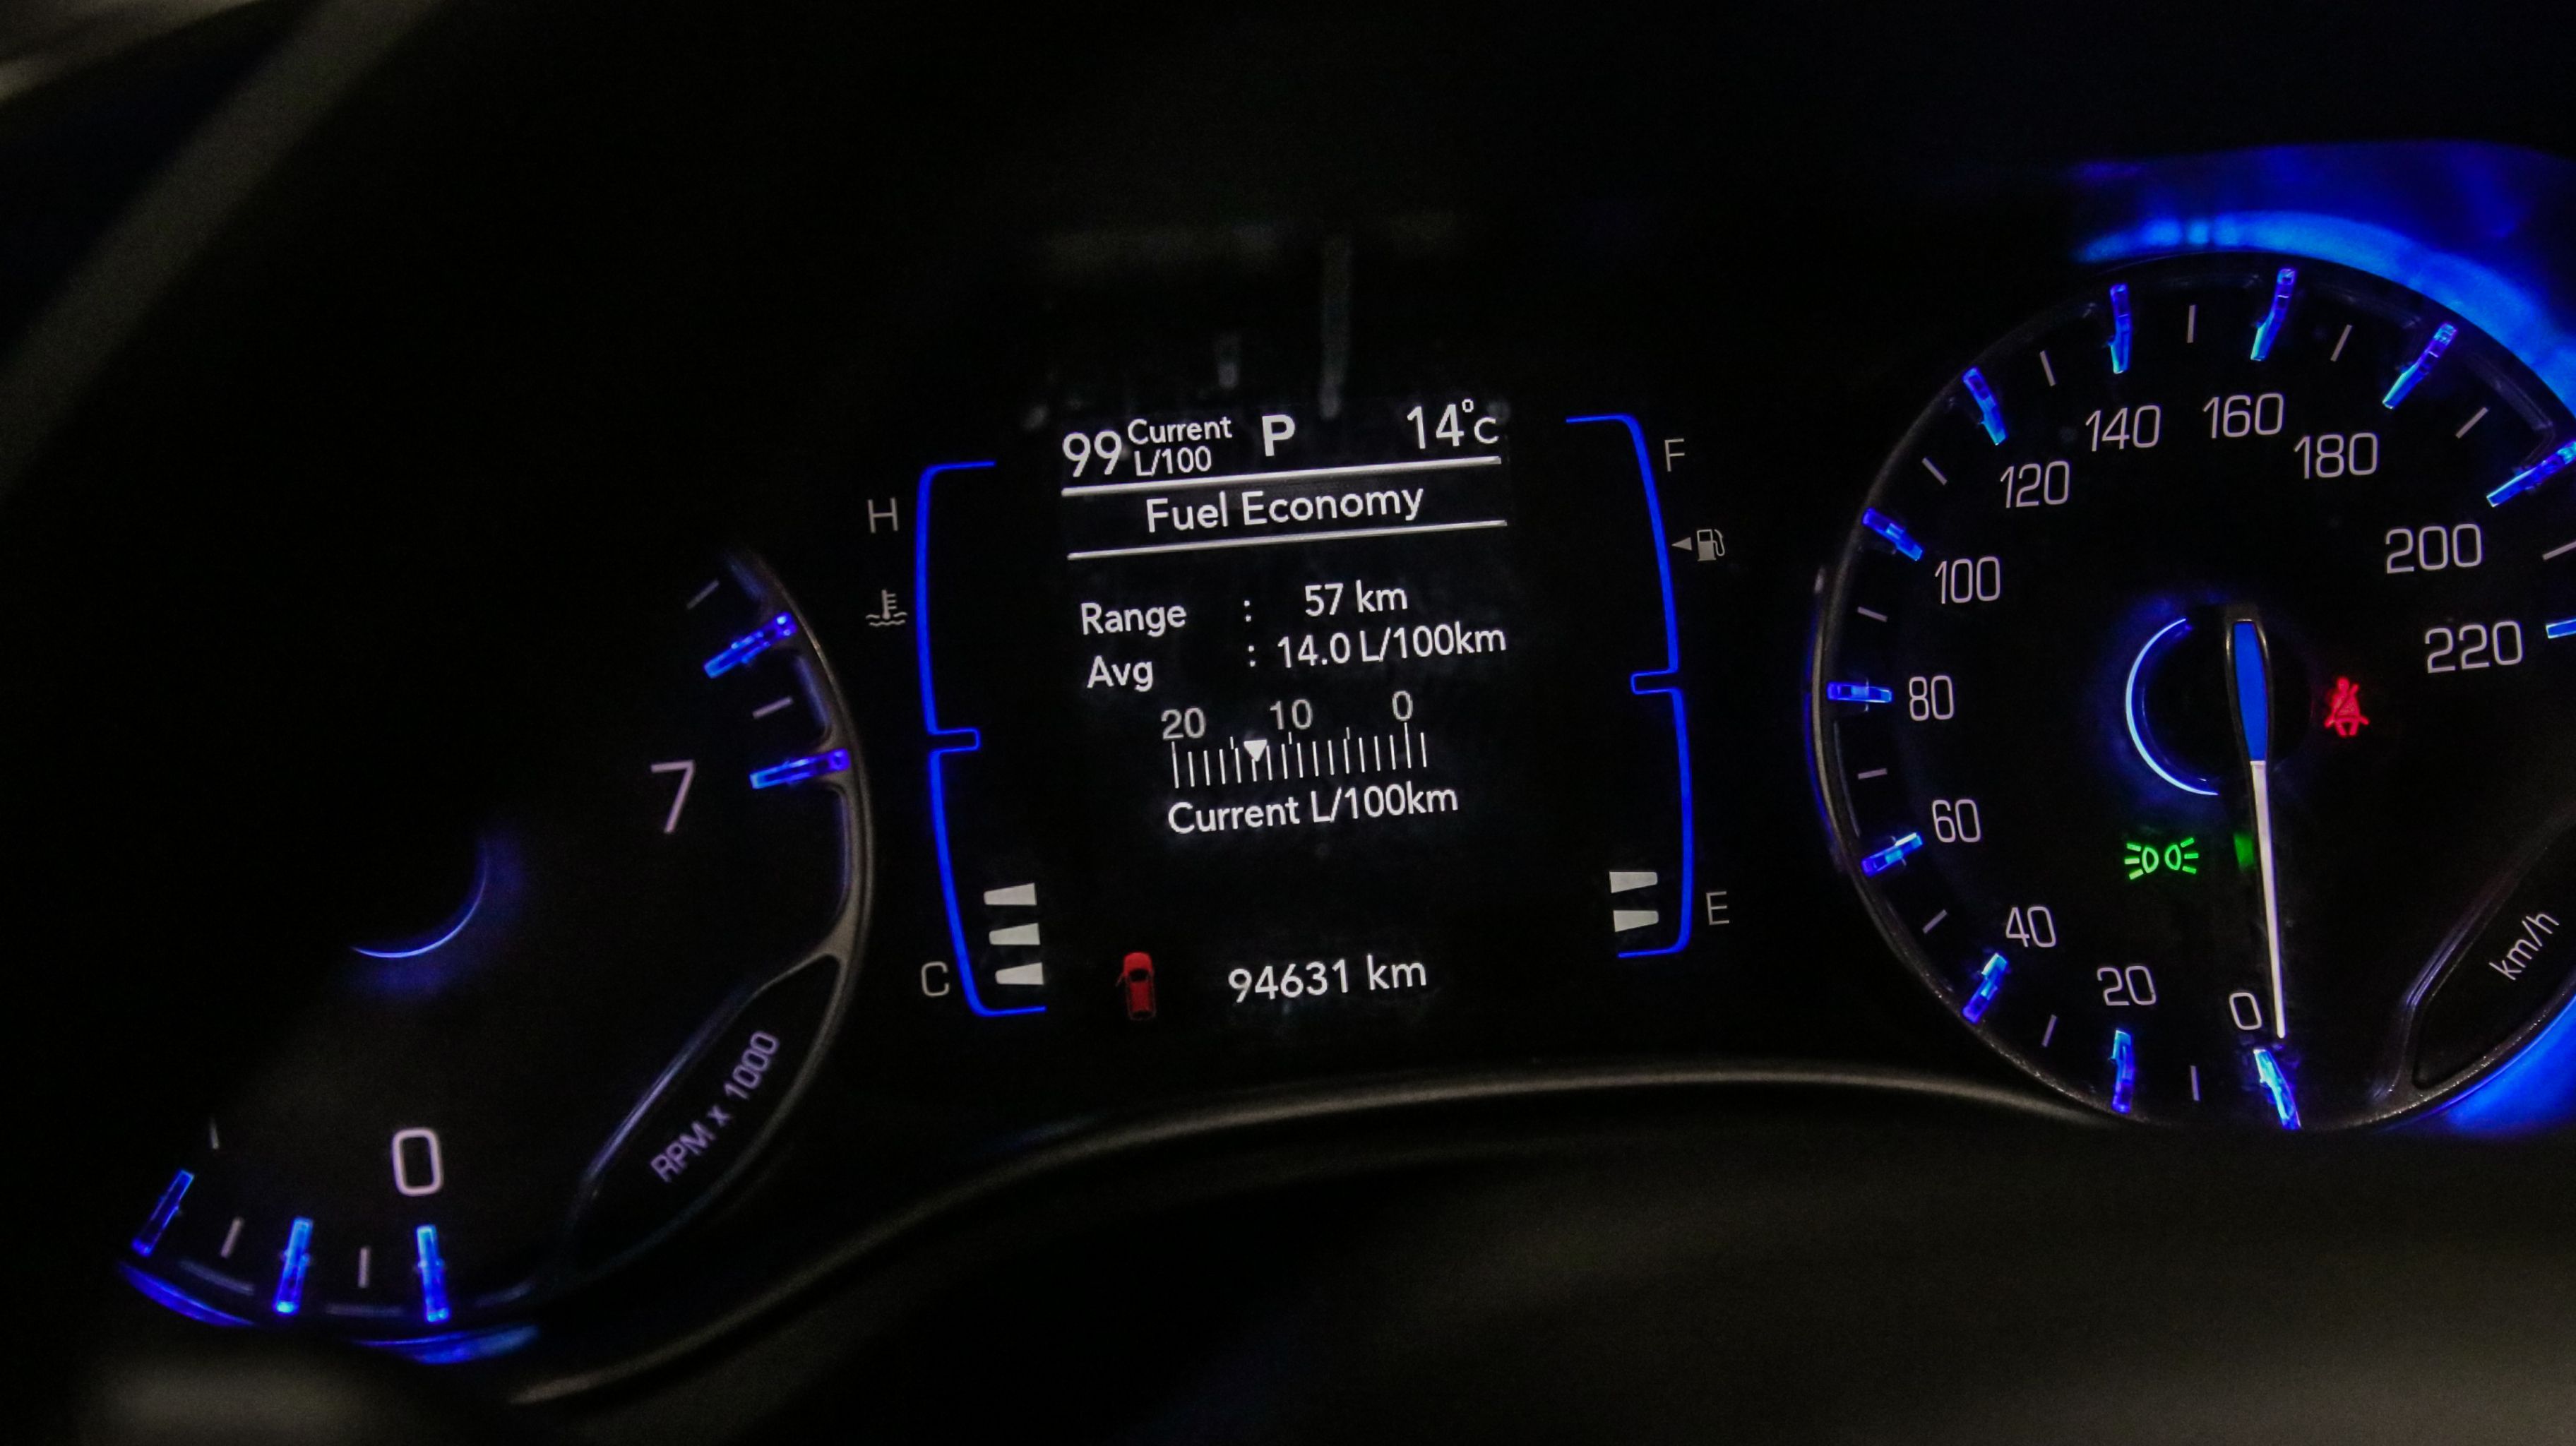 99 Current L/100 P 14°C
Fuel Economy
Range : 57 km
Avg : 14.0 L/100km
20 10 0
Current L/100km
94631 km
H
C
F
E
7
0
RPM x 1000
0
20
40
60
80
100
120
140
160
180
200
220
km/h